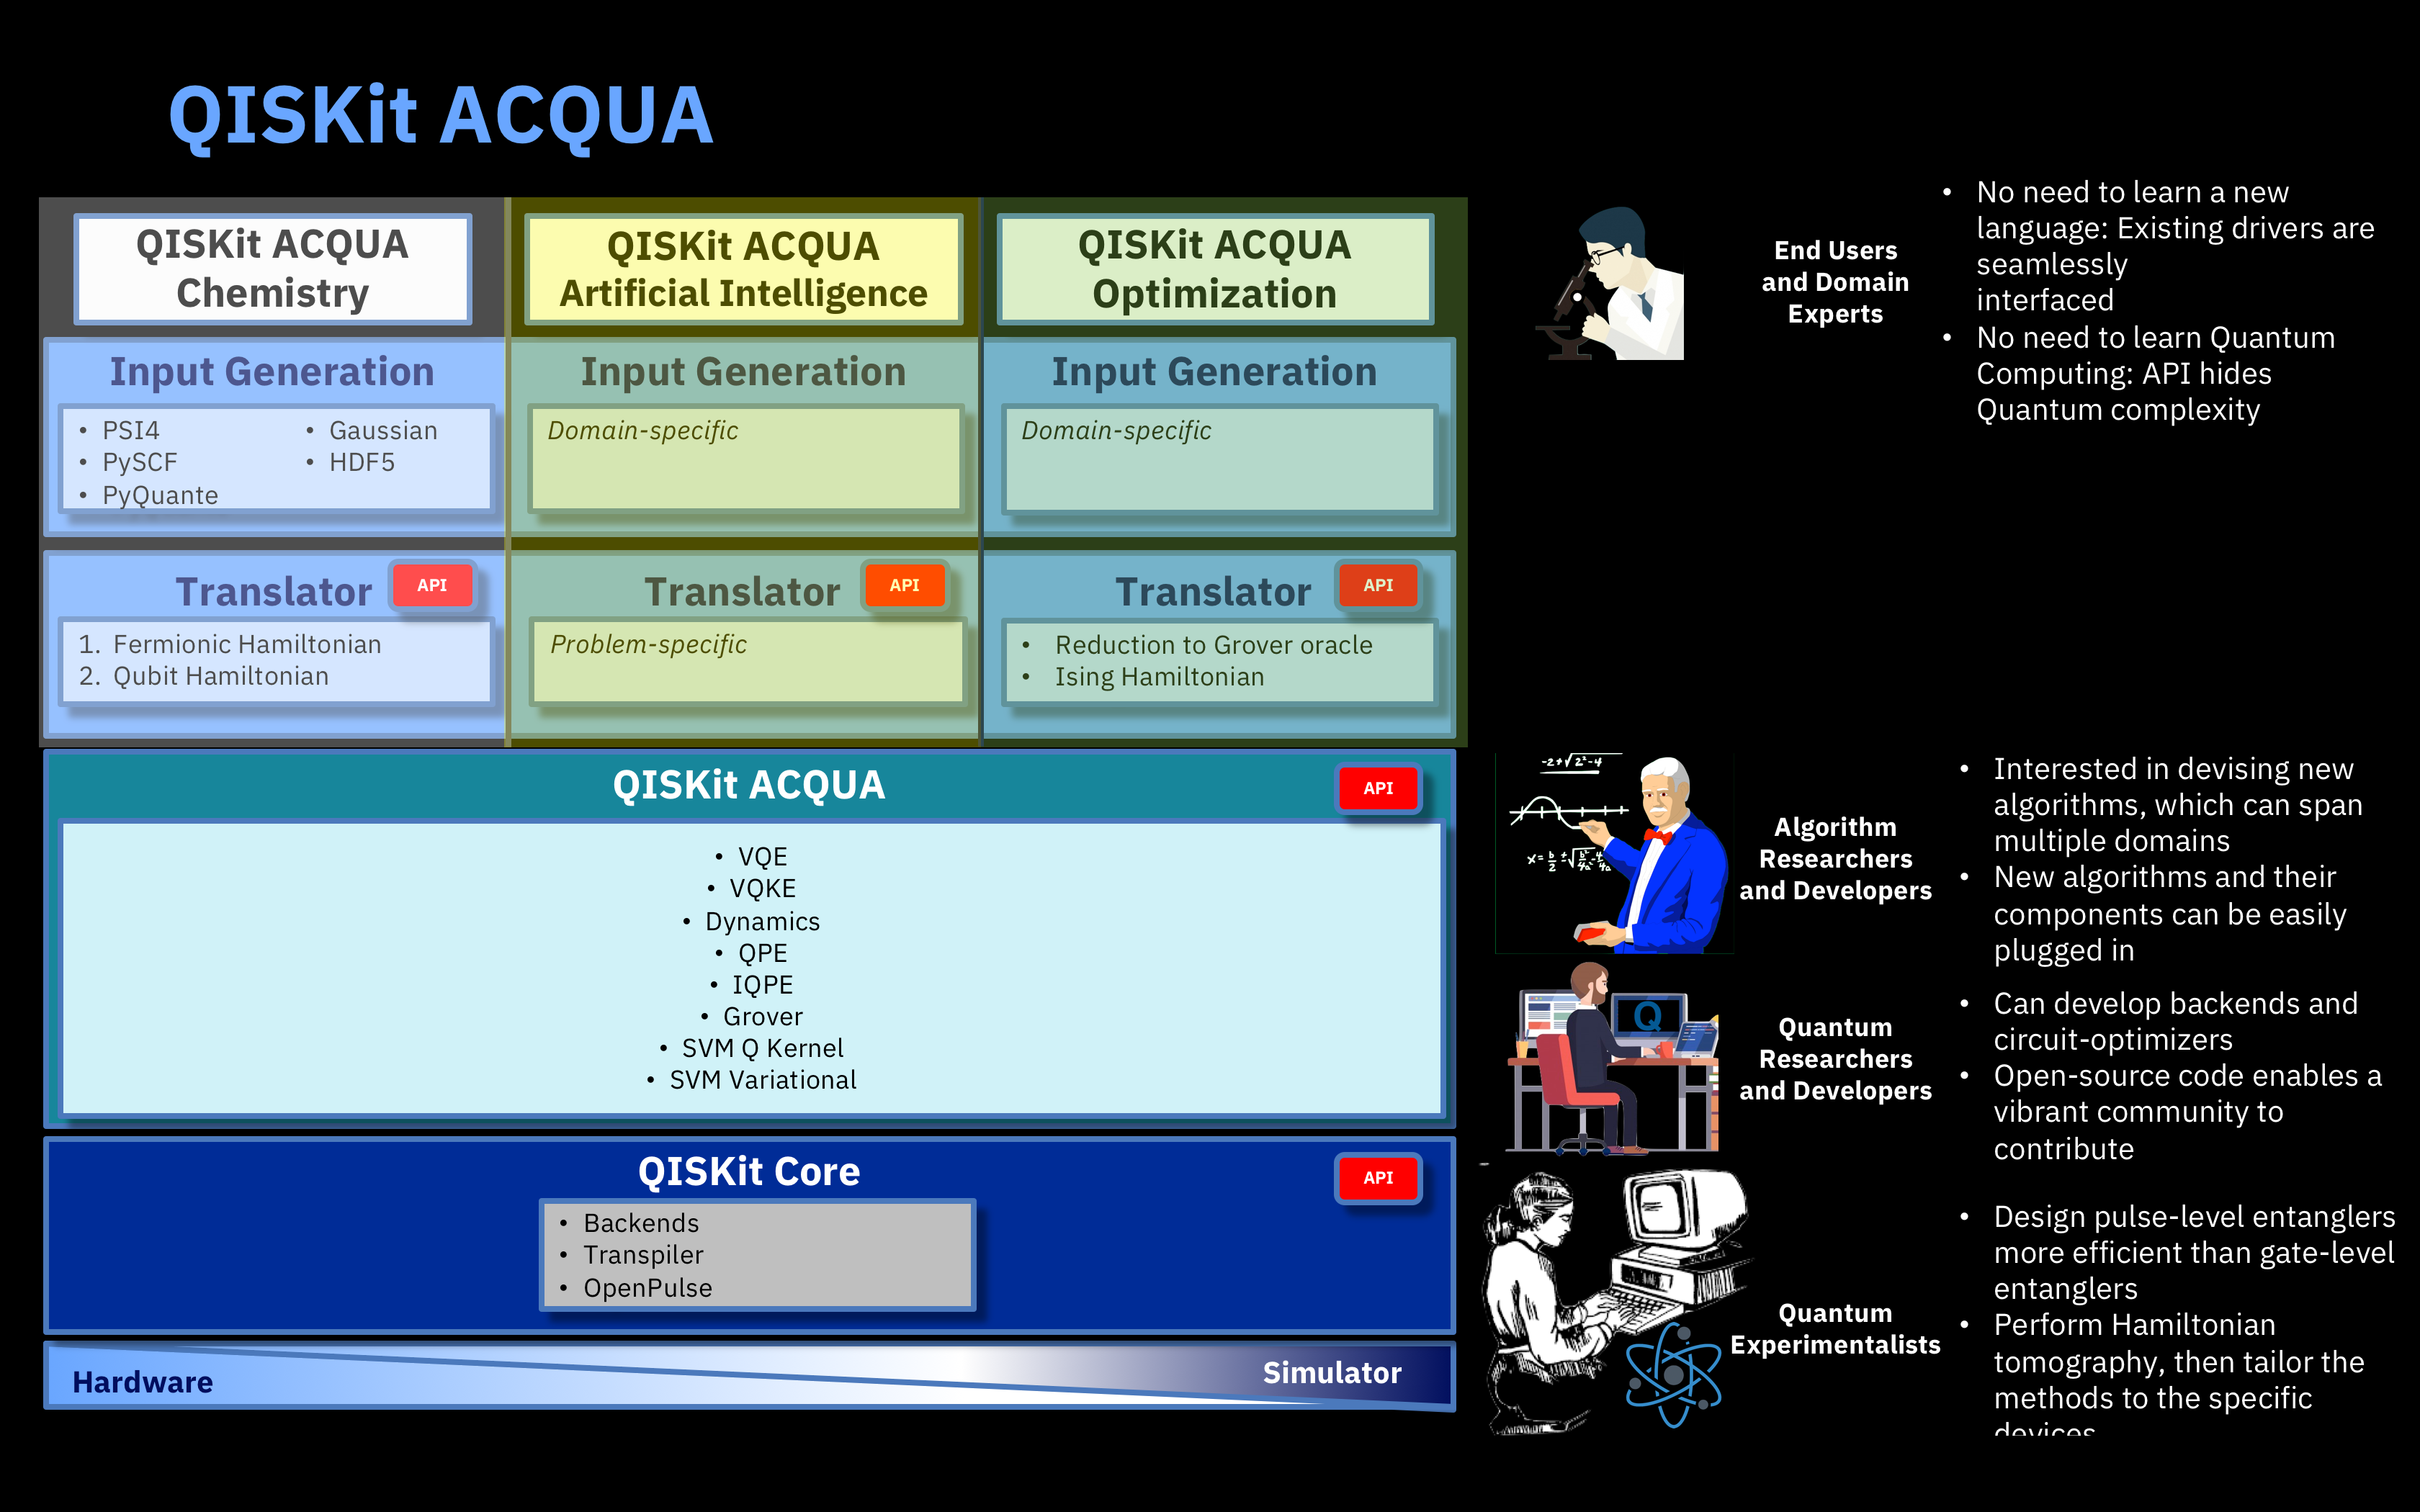 QISKit ACQUA
QISKit ACQUA
Chemistry
QISKit ACQUA
Artificial Intelligence
QISKit ACQUA
Optimization
Input Generation
• PSI4
• PySCF
• PyQuante
• Gaussian
• HDF5
Input Generation
Domain-specific
Input Generation
Domain-specific
Translator
API
1. Fermionic Hamiltonian
2. Qubit Hamiltonian
Translator
API
Problem-specific
Translator
API
• Reduction to Grover oracle
• Ising Hamiltonian
QISKit ACQUA
API
• VQE
• VQKE
• Dynamics
• QPE
• IQPE
• Grover
• SVM Q Kernel
• SVM Variational
QISKit Core
API
• Backends
• Transpiler
• OpenPulse
Hardware
Simulator
End Users
and Domain
Experts
• No need to learn a new
language: Existing drivers are
seamlessly
interfaced
• No need to learn Quantum
Computing: API hides
Quantum complexity
-2+√2²-4
Algorithm
Researchers
and Developers
• Interested in devising new
algorithms, which can span
multiple domains
• New algorithms and their
components can be easily
plugged in
Q
Quantum
Researchers
and Developers
• Can develop backends and
circuit-optimizers
• Open-source code enables a
vibrant community to
contribute
Quantum
Experimentalists
• Design pulse-level entanglers
more efficient than gate-level
entanglers
• Perform Hamiltonian
tomography, then tailor the
methods to the specific
devices